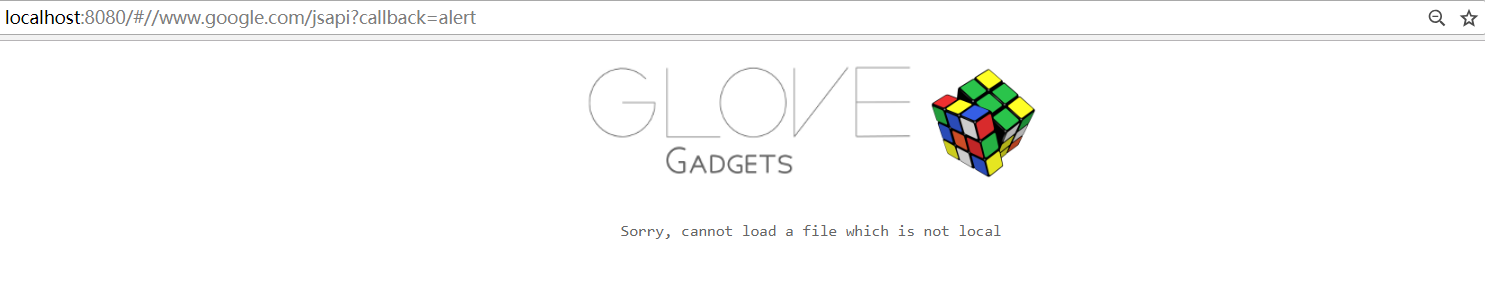 localhost:8080/#//www.google.com/jsapi?callback=alert
GLOVE
GADGETS
Sorry, cannot load a file which is not local